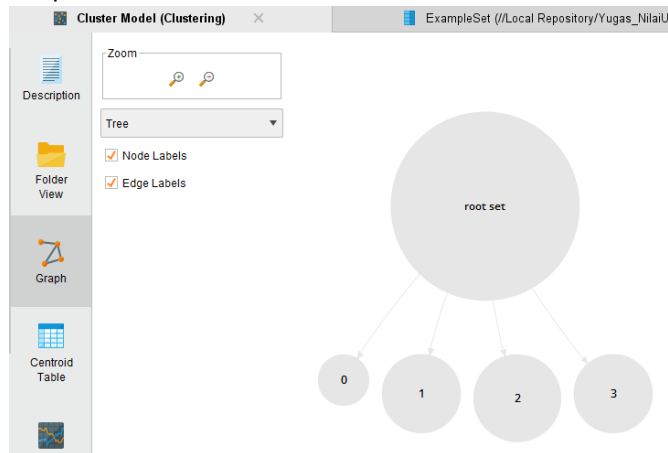 Cluster Model (Clustering)
ExampleSet (//Local Repository/Yugas_NilaiU
Zoom
Description
Tree
Node Labels
Edge Labels
Folder
View
root set
Graph
Centroid
Table
0
1
2
3